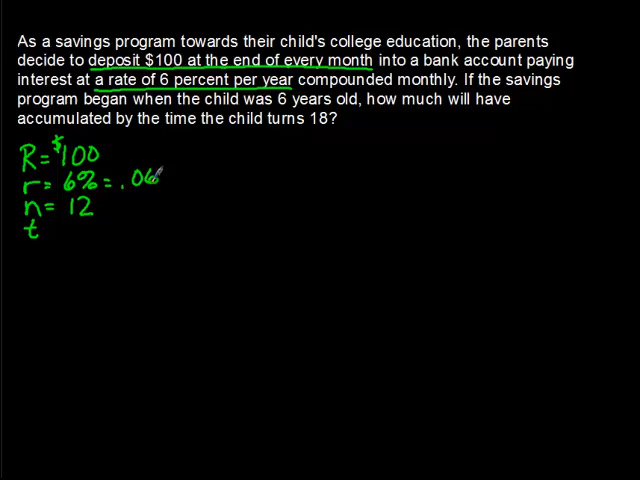 As a savings program towards their child's college education, the parents
decide to deposit $100 at the end of every month into a bank account paying
interest at a rate of 6 percent per year compounded monthly. If the savings
program began when the child was 6 years old, how much will have
accumulated by the time the child turns 18?
R = $100
r = 6% = .06
n = 12
t